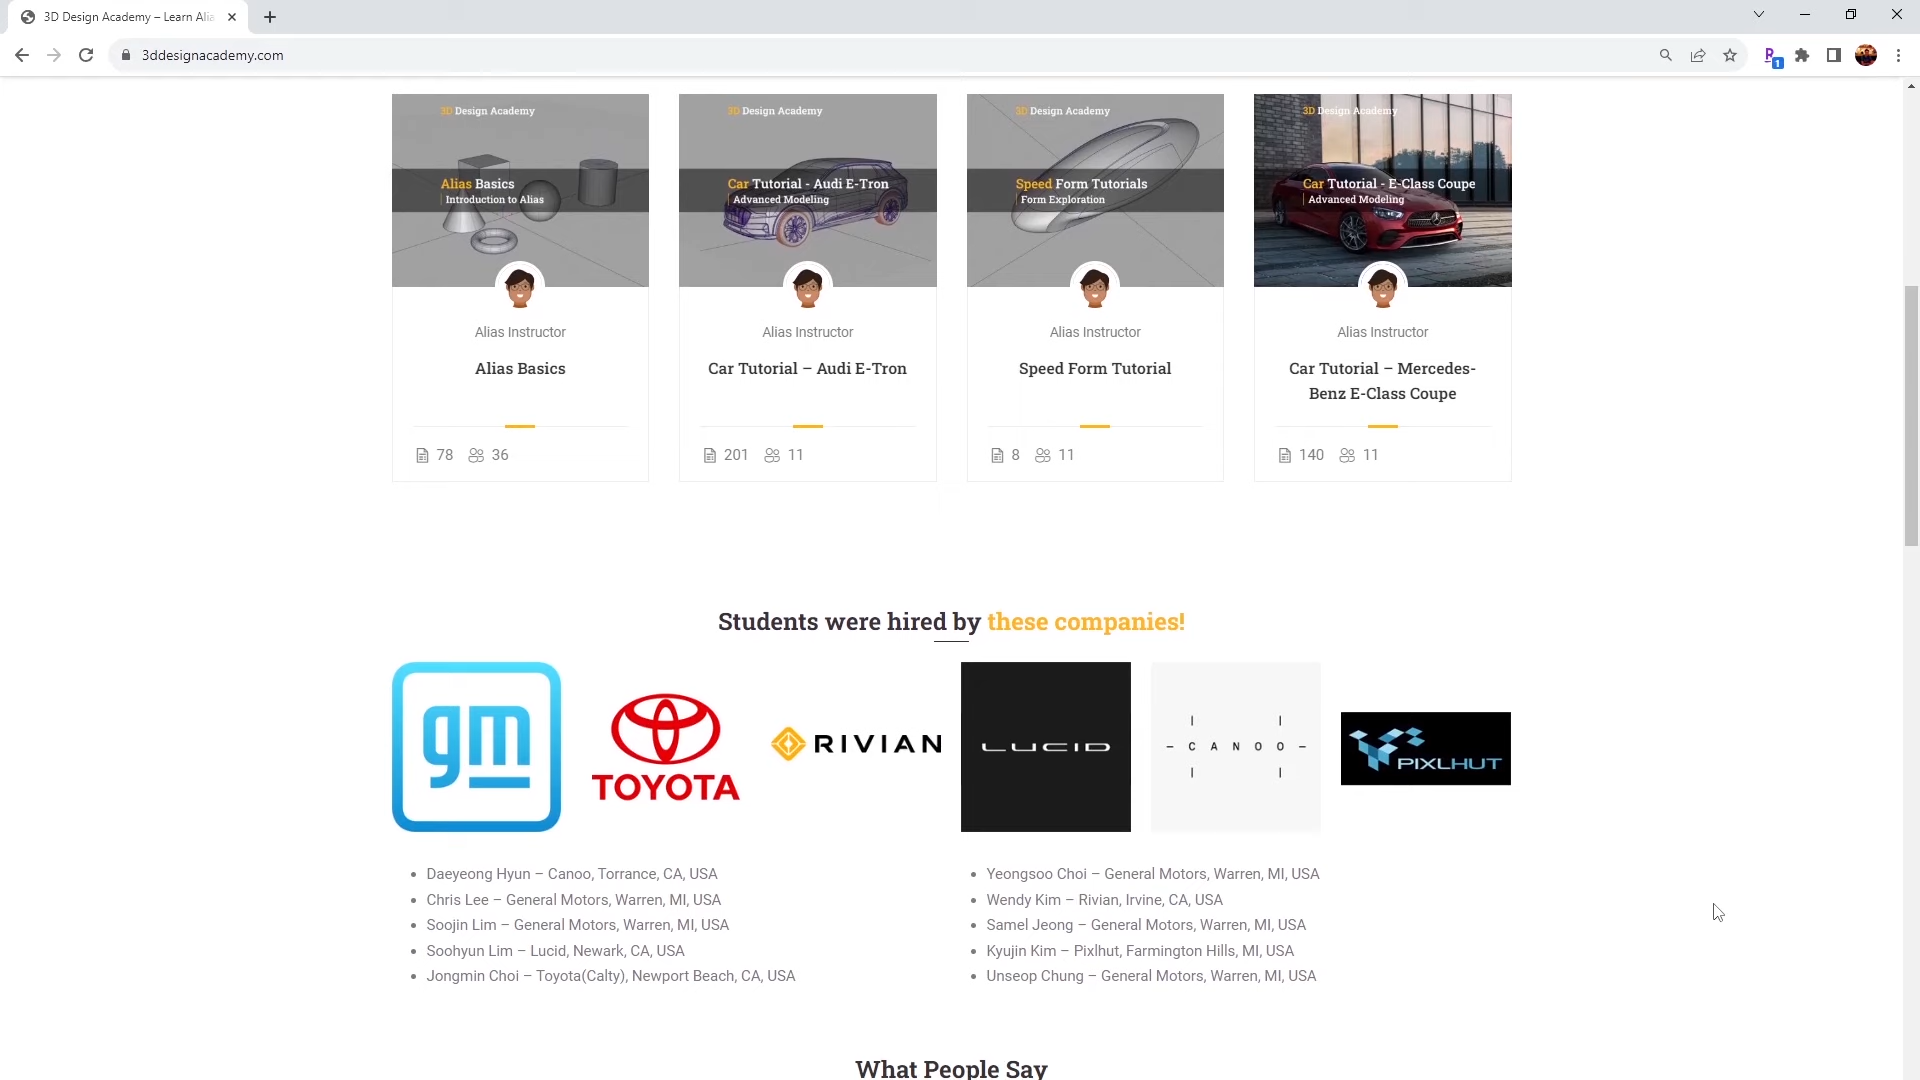 3D Design Academy – Learn Alia
3ddesignacademy.com
1
3D Design Academy
Alias Basics
Introduction to Alias
Alias Instructor
Alias Basics
78 36
3D Design Academy
Car Tutorial - Audi E-Tron
Advanced Modeling
Alias Instructor
Car Tutorial – Audi E-Tron
201 11
3D Design Academy
Speed Form Tutorials
Form Exploration
Alias Instructor
Speed Form Tutorial
8 11
3D Design Academy
Car Tutorial - E-Class Coupe
Advanced Modeling
Alias Instructor
Car Tutorial – Mercedes-
Benz E-Class Coupe
140 11
Students were hired by these companies!
gm
TOYOTA
RIVIAN
LUCID
CANOO
PIXLHUT
Daeyeong Hyun – Canoo, Torrance, CA, USA
Chris Lee – General Motors, Warren, MI, USA
Soojin Lim – General Motors, Warren, MI, USA
Soohyun Lim – Lucid, Newark, CA, USA
Jongmin Choi – Toyota(Calty), Newport Beach, CA, USA
Yeongsoo Choi – General Motors, Warren, MI, USA
Wendy Kim – Rivian, Irvine, CA, USA
Samel Jeong – General Motors, Warren, MI, USA
Kyujin Kim – Pixlhut, Farmington Hills, MI, USA
Unseop Chung – General Motors, Warren, MI, USA
What People Say